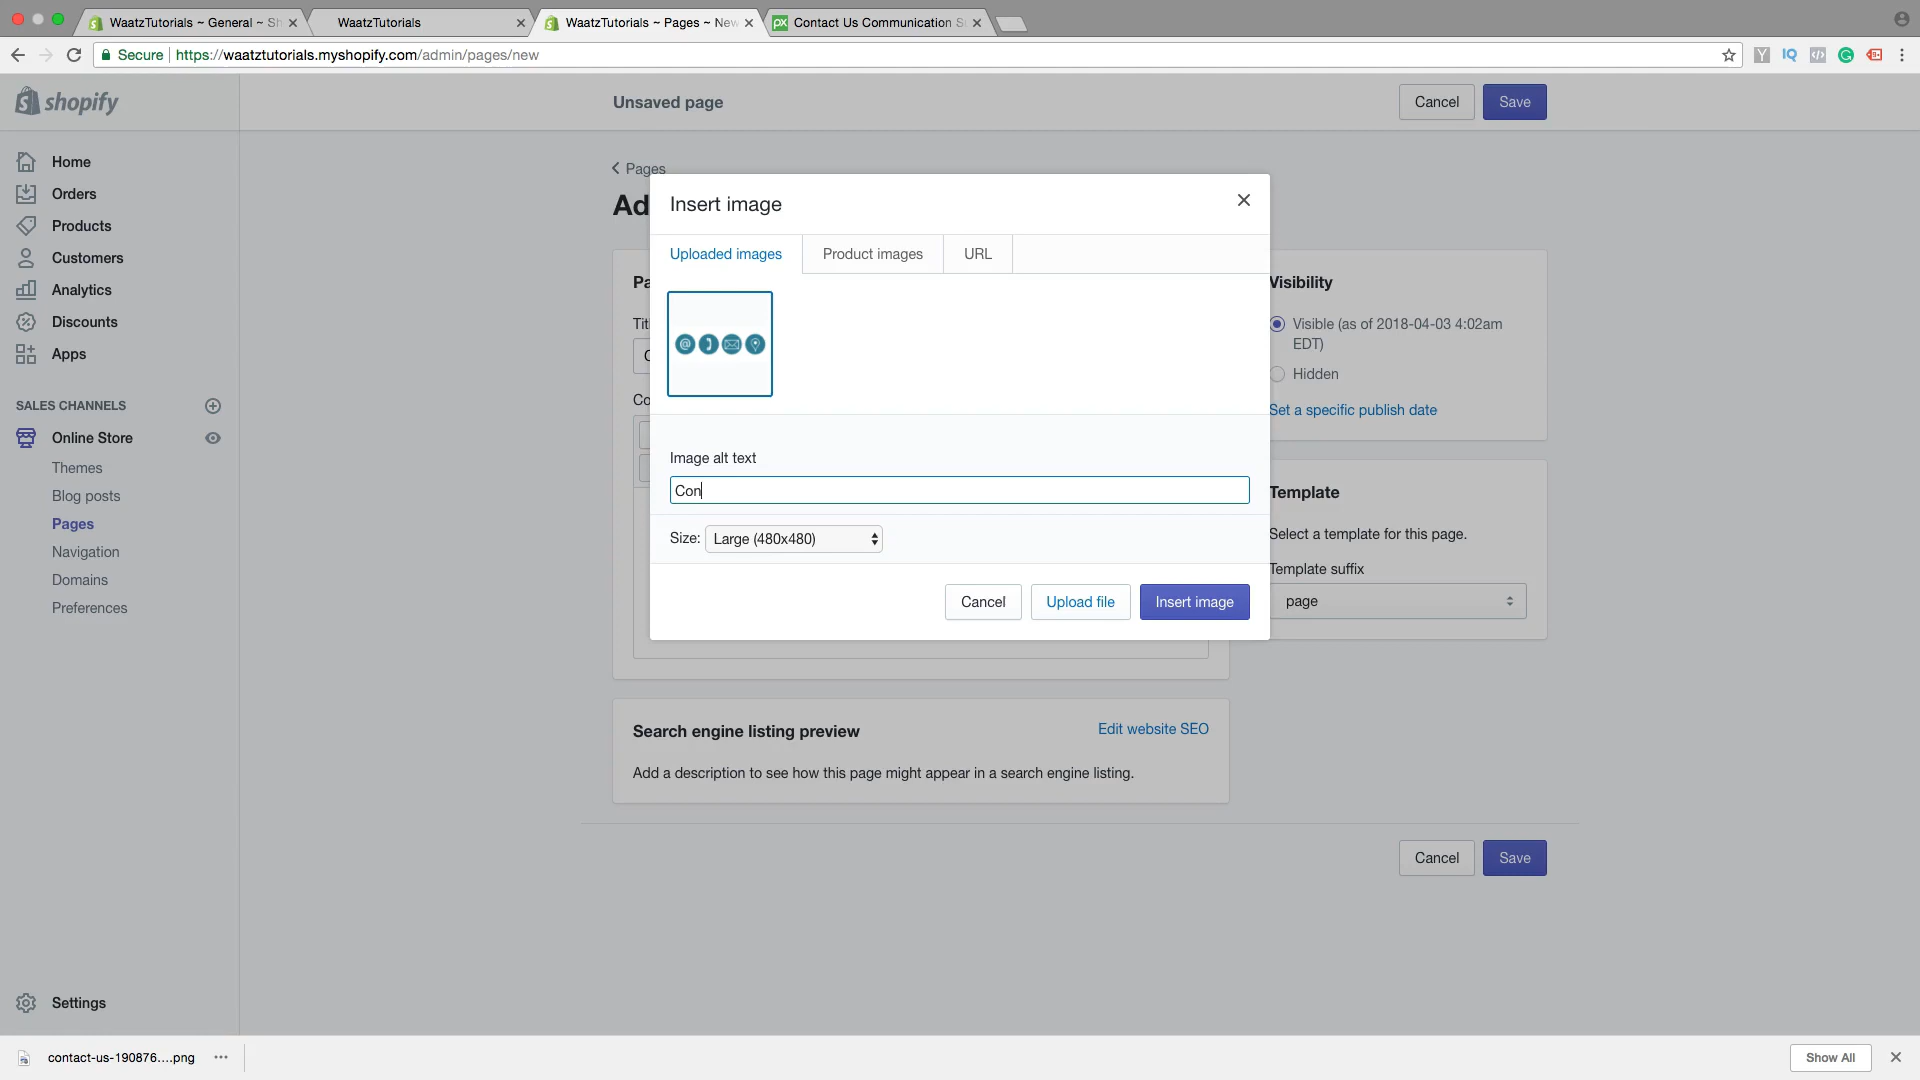 WaatzTutorials ~ General ~ Sh
WaatzTutorials
WaatzTutorials ~ Pages ~ New
Contact Us Communication S
Secure
https://waatztutorials.myshopify.com/admin/pages/new
shopify
Unsaved page
Cancel
Save
Home
Orders
Products
Customers
Analytics
Discounts
Apps
SALES CHANNELS
Online Store
Themes
Blog posts
Pages
Navigation
Domains
Preferences
Settings
Pages
Ad
Insert image
Uploaded images
Product images
URL
Image alt text
Con
Size:
Large (480x480)
Cancel
Upload file
Insert image
Visibility
Visible (as of 2018-04-03 4:02am
EDT)
Hidden
Set a specific publish date
Template
Select a template for this page.
Template suffix
page
Search engine listing preview
Edit website SEO
Add a description to see how this page might appear in a search engine listing.
Cancel
Save
contact-us-190876....png
Show All